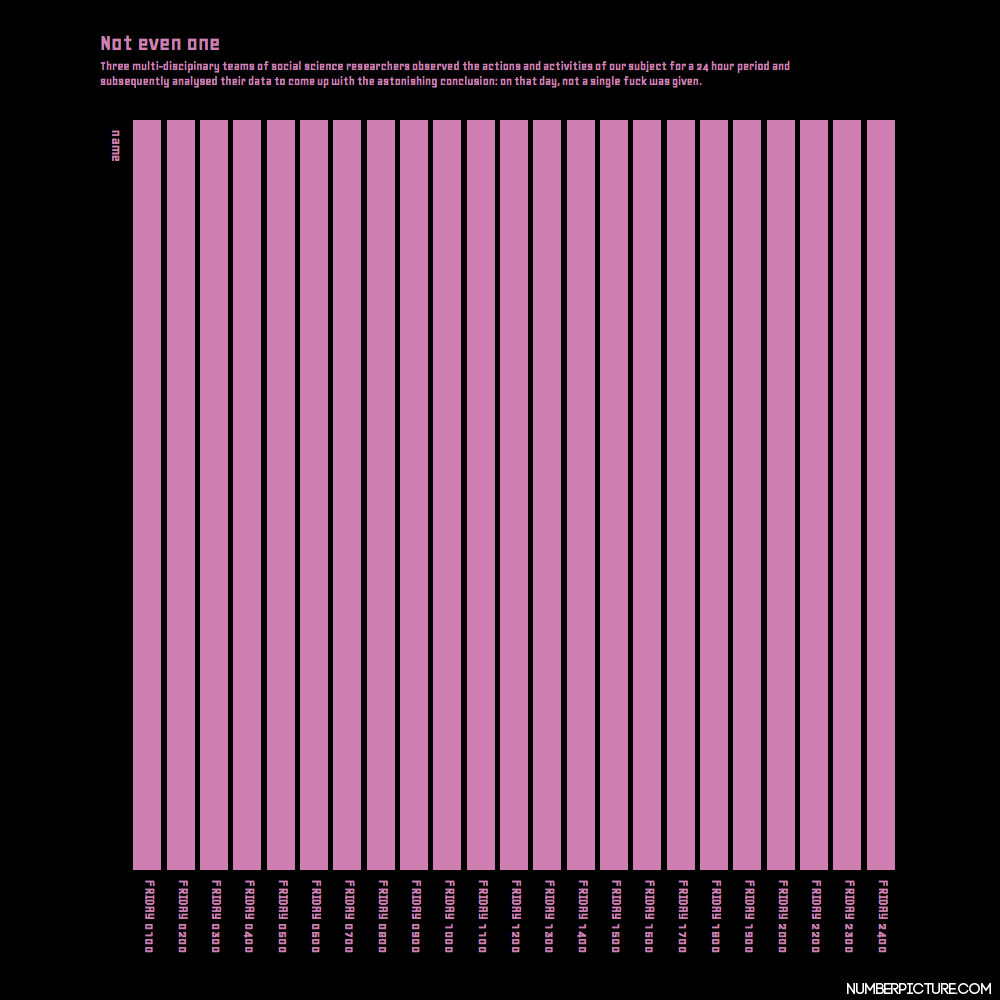 Not even one
Three multi-discipinary teams of social science researchers observed the actions and activities of our subject for a 24 hour period and
subsequently analysed their data to come up with the astonishing conclusion: on that day, not a single fuck was given.
name
FRIDAY 0100
FRIDAY 0200
FRIDAY 0300
FRIDAY 0400
FRIDAY 0500
FRIDAY 0600
FRIDAY 0700
FRIDAY 0800
FRIDAY 0900
FRIDAY 1000
FRIDAY 1100
FRIDAY 1200
FRIDAY 1300
FRIDAY 1400
FRIDAY 1500
FRIDAY 1600
FRIDAY 1700
FRIDAY 1800
FRIDAY 1900
FRIDAY 2000
FRIDAY 2200
FRIDAY 2300
FRIDAY 2400
NUMBERPICTURE.COM